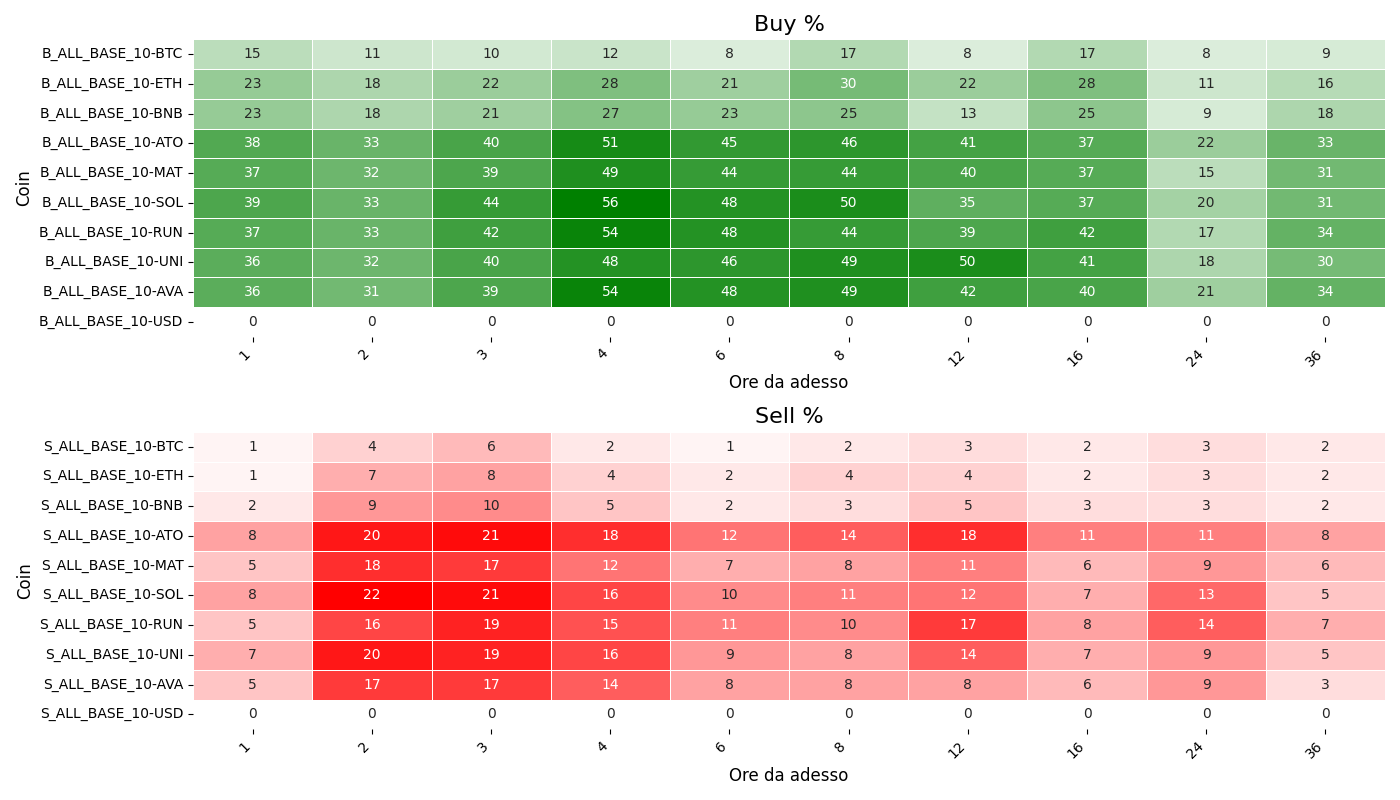 Buy %
Coin
B_ALL_BASE_10-BTC 15 11 10 12 8 17 8 17 8 9
B_ALL_BASE_10-ETH 23 18 22 28 21 30 22 28 11 16
B_ALL_BASE_10-BNB 23 18 21 27 23 25 13 25 9 18
B_ALL_BASE_10-ATO 38 33 40 51 45 46 41 37 22 33
B_ALL_BASE_10-MAT 37 32 39 49 44 44 40 37 15 31
B_ALL_BASE_10-SOL 39 33 44 56 48 50 35 37 20 31
B_ALL_BASE_10-RUN 37 33 42 54 48 44 39 42 17 34
B_ALL_BASE_10-UNI 36 32 40 48 46 49 50 41 18 30
B_ALL_BASE_10-AVA 36 31 39 54 48 49 42 40 21 34
B_ALL_BASE_10-USD 0 0 0 0 0 0 0 0 0 0
1 2 3 4 6 8 12 16 24 36
Ore da adesso
Sell %
Coin
S_ALL_BASE_10-BTC 1 4 6 2 1 2 3 2 3 2
S_ALL_BASE_10-ETH 1 7 8 4 2 4 4 2 3 2
S_ALL_BASE_10-BNB 2 9 10 5 2 3 5 3 3 2
S_ALL_BASE_10-ATO 8 20 21 18 12 14 18 11 11 8
S_ALL_BASE_10-MAT 5 18 17 12 7 8 11 6 9 6
S_ALL_BASE_10-SOL 8 22 21 16 10 11 12 7 13 5
S_ALL_BASE_10-RUN 5 16 19 15 11 10 17 8 14 7
S_ALL_BASE_10-UNI 7 20 19 16 9 8 14 7 9 5
S_ALL_BASE_10-AVA 5 17 17 14 8 8 8 6 9 3
S_ALL_BASE_10-USD 0 0 0 0 0 0 0 0 0 0
1 2 3 4 6 8 12 16 24 36
Ore da adesso